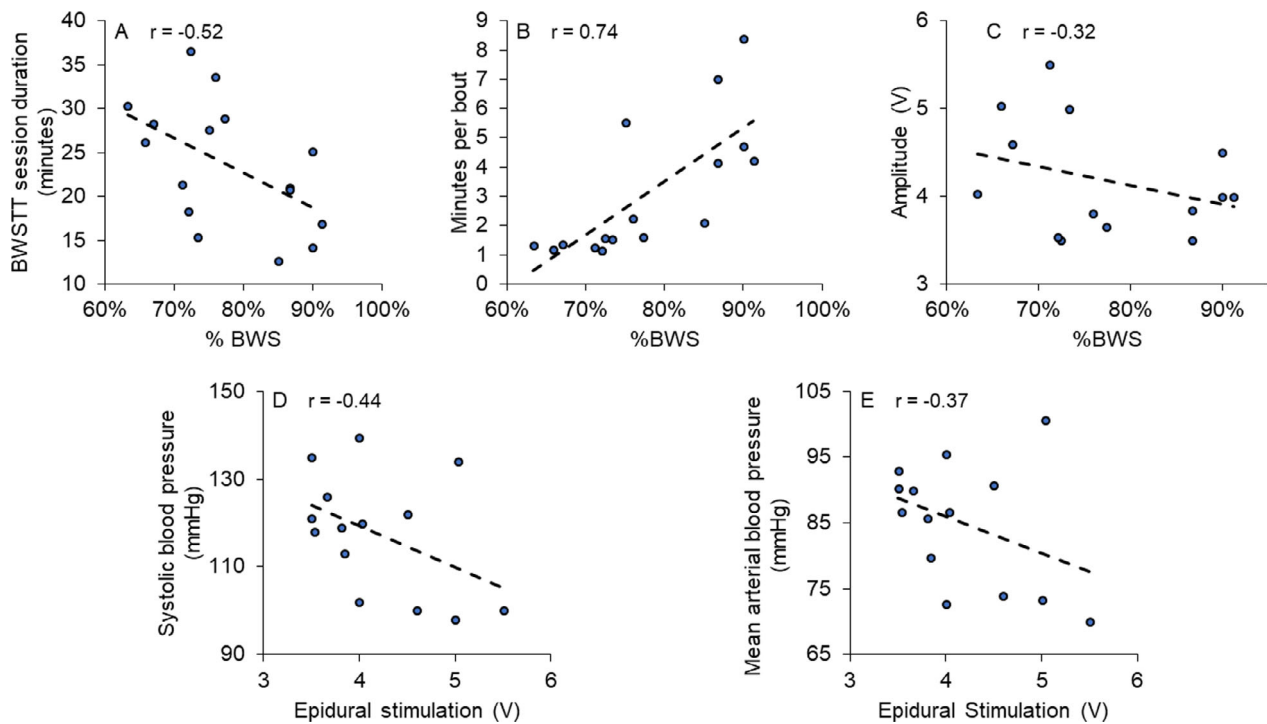 A r = -0.52
BWSTT session duration
(minutes)
40
35
30
25
20
15
10
60% 70% 80% 90% 100%
% BWS
B r = 0.74
Minutes per bout
9
8
7
6
5
4
3
2
1
0
60% 70% 80% 90% 100%
%BWS
C r = -0.32
Amplitude (V)
6
5
4
3
60% 70% 80% 90%
%BWS
D r = -0.44
Systolic blood pressure
(mmHg)
150
130
110
90
3 4 5 6
Epidural stimulation (V)
E r = -0.37
Mean arterial blood pressure
(mmHg)
105
95
85
75
65
3 4 5 6
Epidural Stimulation (V)